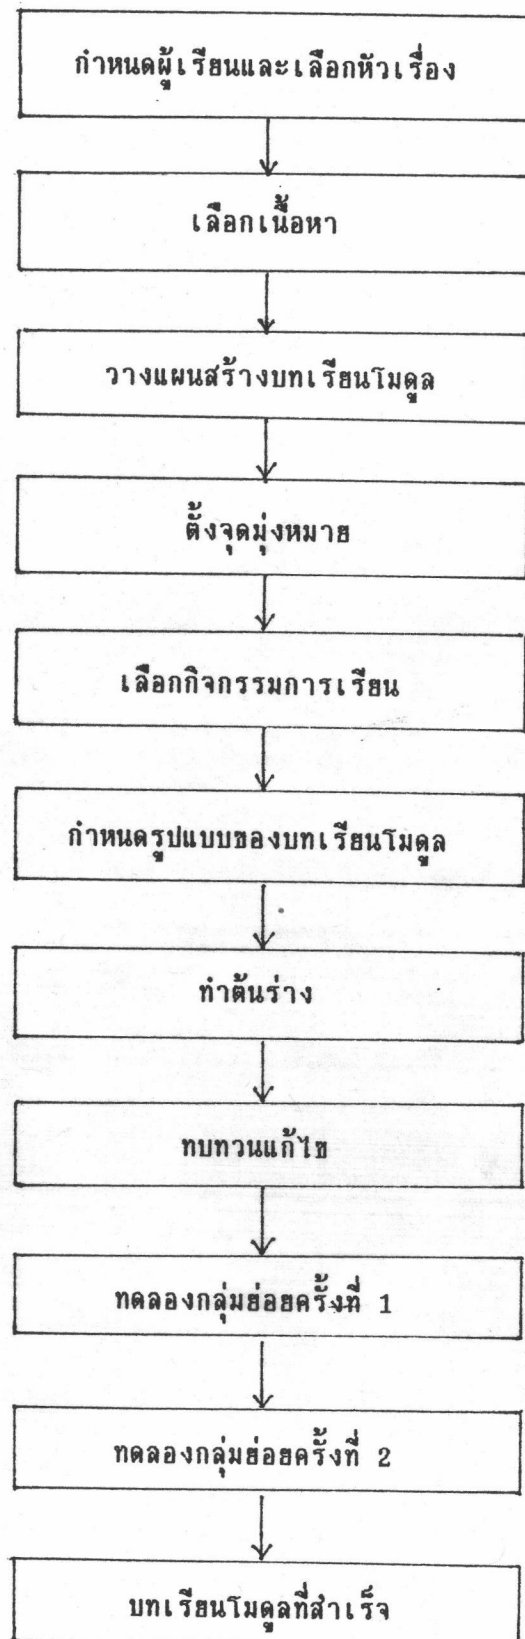 กำหนดผู้เรียนและเลือกหัวเรื่อง
เลือกเนื้อหา
วางแผนสร้างบทเรียนโมดูล
ตั้งจุดมุ่งหมาย
เลือกกิจกรรมการเรียน
กำหนดรูปแบบของบทเรียนโมดูล
ทำต้นร่าง
ทบทวนแก้ไข
ทดลองกลุ่มย่อยครั้งที่ 1
ทดลองกลุ่มย่อยครั้งที่ 2
บทเรียนโมดูลที่สำเร็จ